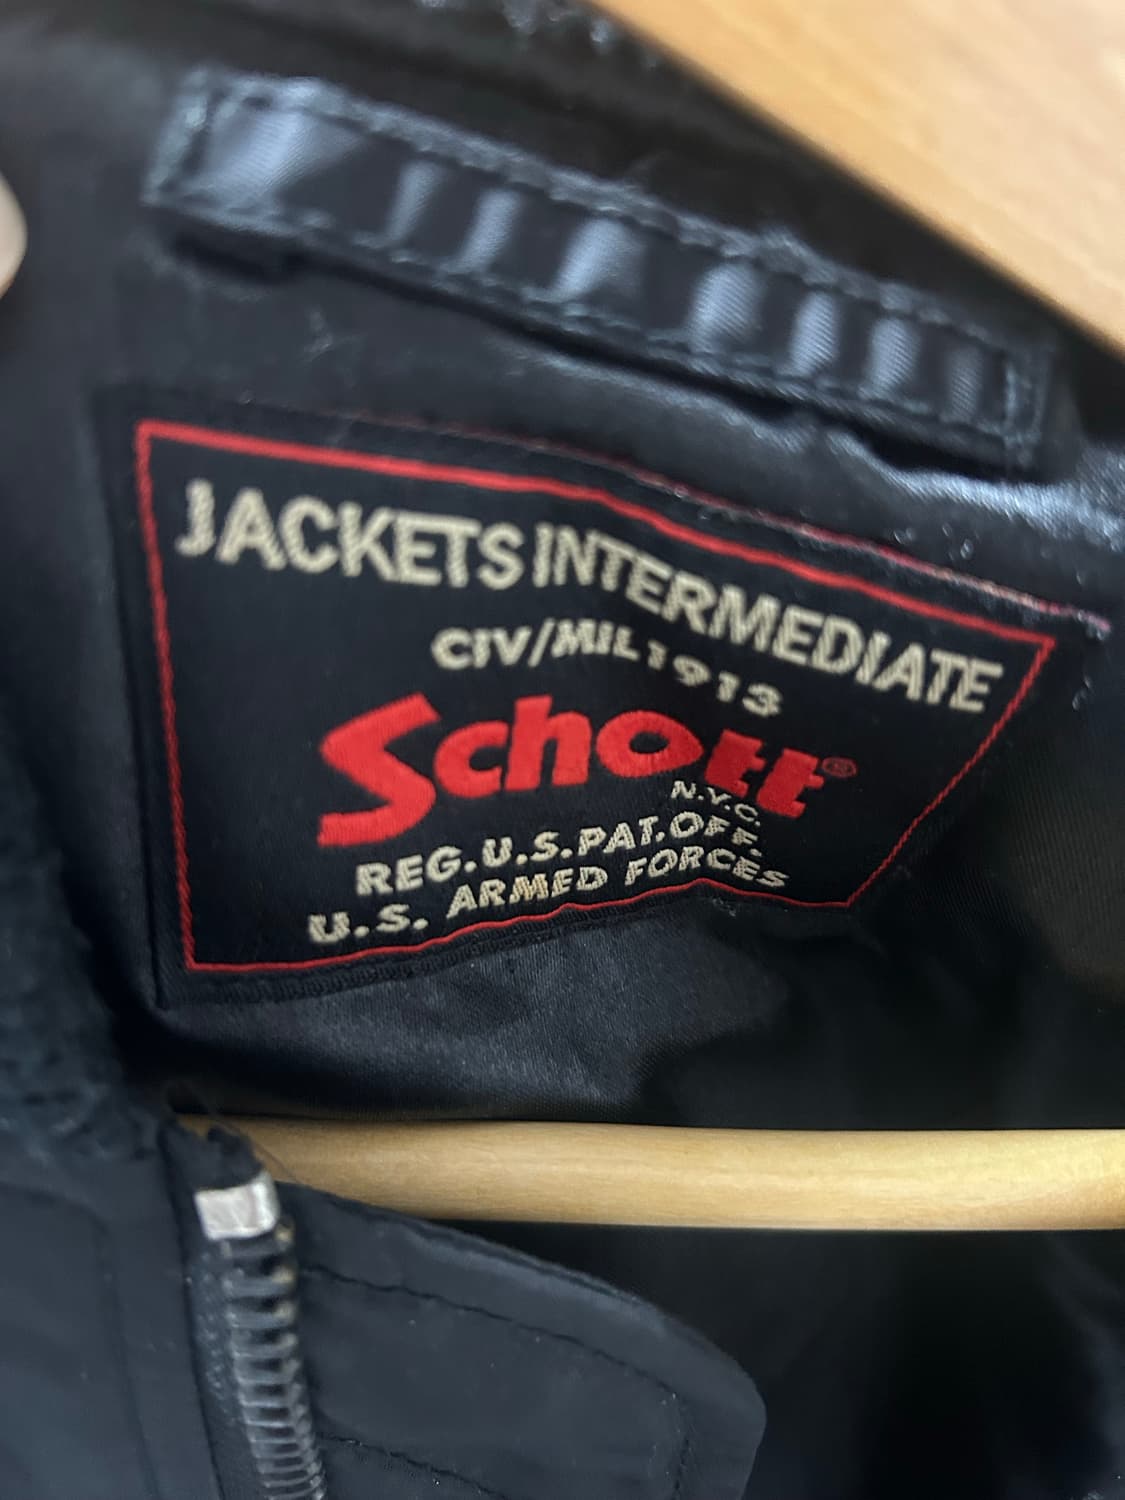 JACKETS INTERMEDIATE
CIV/MIL 1913
Schott®
N.Y.C.
REG.U.S.PAT.OFF.
U.S. ARMED FORCES